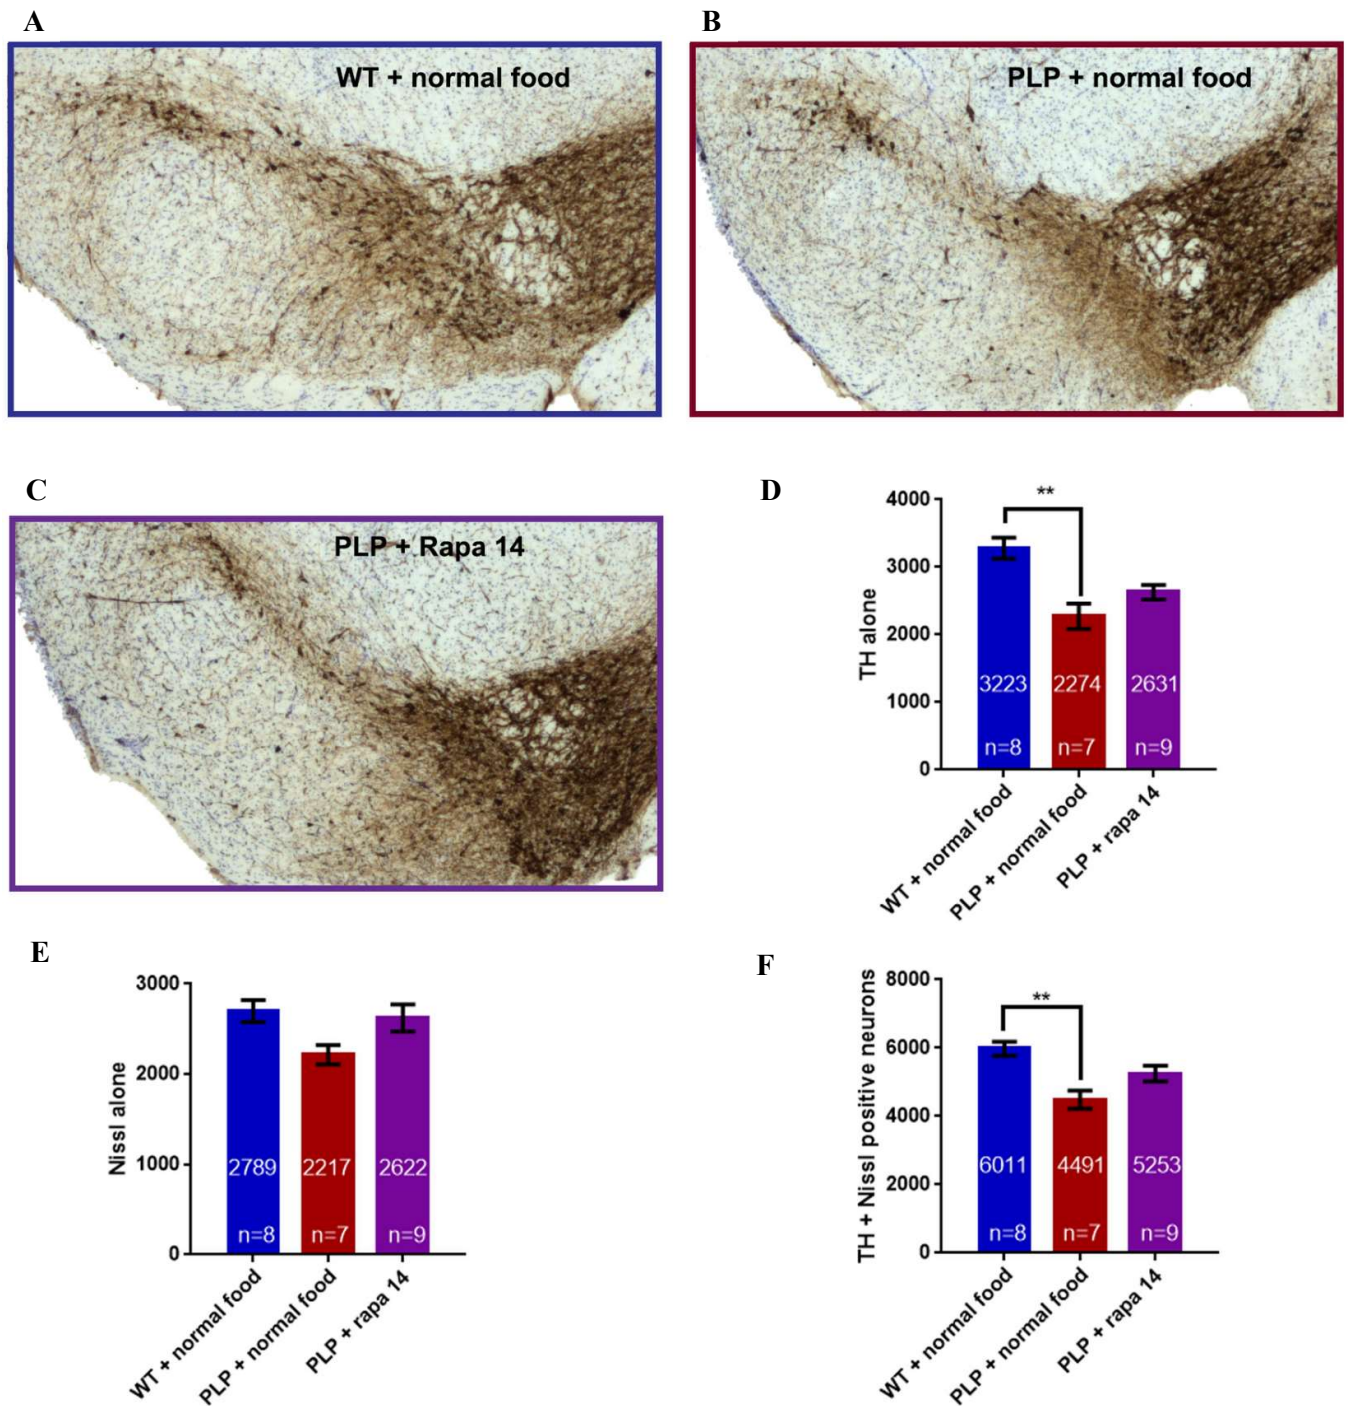 A
B
WT + normal food
PLP + normal food
C
D
PLP + Rapa 14
**
TH alone
4000
3000
2000
1000
0
3223
2274
2631
n=8
n=7
n=9
WT + normal food
PLP + normal food
PLP + rapa 14
E
F
Nissl alone
3000
2000
1000
0
2789
2217
2622
n=8
n=7
n=9
WT + normal food
PLP + normal food
PLP + rapa 14
**
TH + Nissl positive neurons
8000
6000
4000
2000
0
6011
4491
5253
n=8
n=7
n=9
WT + normal food
PLP + normal food
PLP + rapa 14